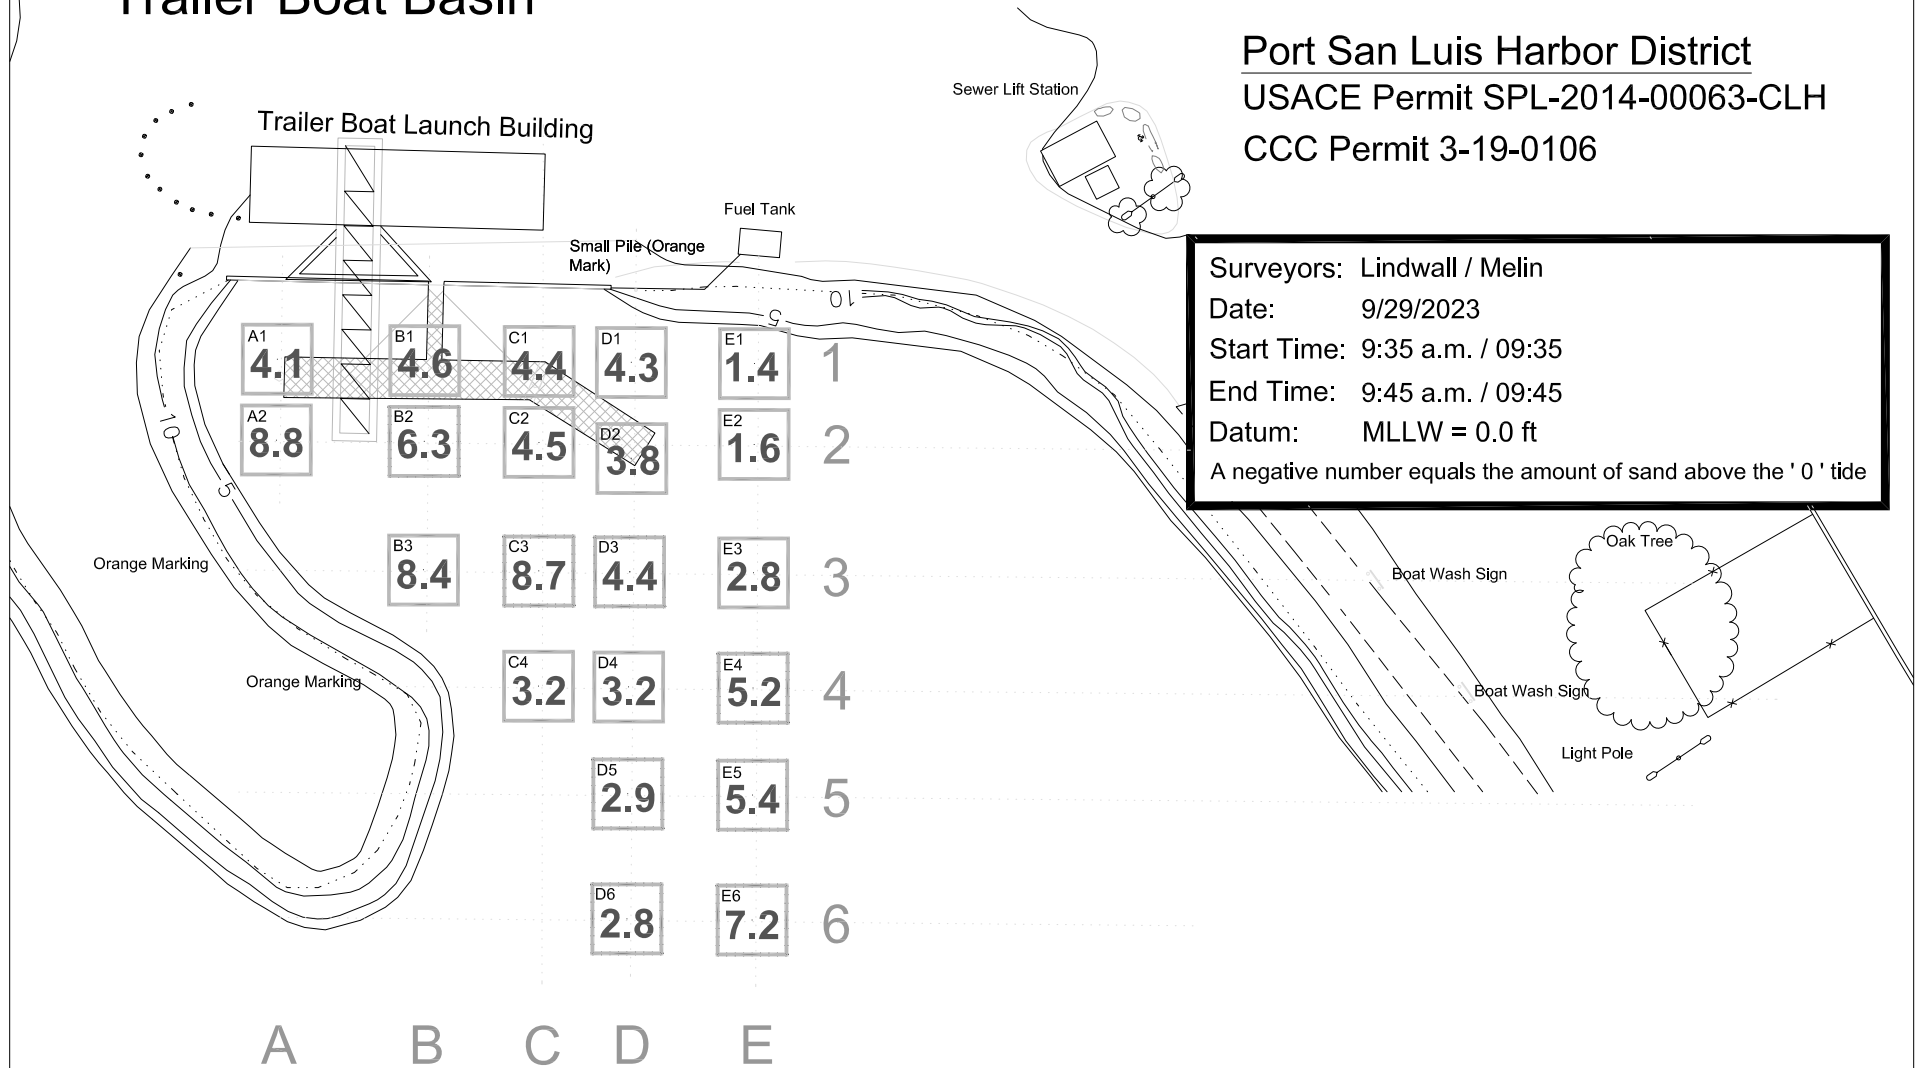 Trailer Boat Basin
Port San Luis Harbor District
USACE Permit SPL-2014-00063-CLH
CCC Permit 3-19-0106
Sewer Lift Station
Trailer Boat Launch Building
Fuel Tank
Small Pile (Orange
Mark)
Surveyors: Lindwall / Melin
Date: 9/29/2023
Start Time: 9:35 a.m. / 09:35
End Time: 9:45 a.m. / 09:45
Datum: MLLW = 0.0 ft
A negative number equals the amount of sand above the ' 0 ' tide
10
5
A1
4.1
B1
4.6
C1
4.4
D1
4.3
E1
1.4
1
10
A2
8.8
B2
6.3
C2
4.5
D2
3.8
E2
1.6
2
5
Orange Marking
B3
8.4
C3
8.7
D3
4.4
E3
2.8
3
Oak Tree
Boat Wash Sign
Orange Marking
C4
3.2
D4
3.2
E4
5.2
4
Boat Wash Sign
Light Pole
D5
2.9
E5
5.4
5
D6
2.8
E6
7.2
6
A B C D E